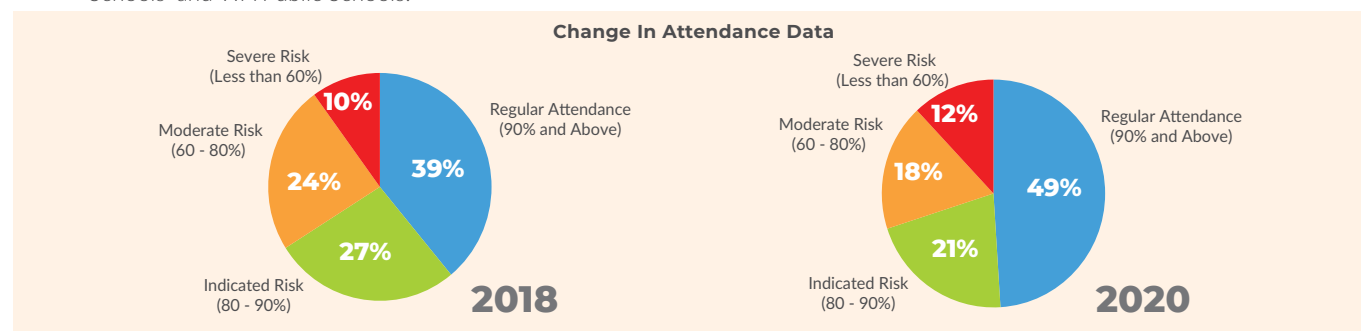 Change In Attendance Data
Severe Risk
(Less than 60%)
10%
Regular Attendance
(90% and Above)
Moderate Risk
(60 - 80%)
39%
24%
27%
Indicated Risk
(80 - 90%)
2018
Severe Risk
(Less than 60%)
12%
Regular Attendance
(90% and Above)
Moderate Risk
(60 - 80%)
18%
49%
21%
Indicated Risk
(80 - 90%)
2020